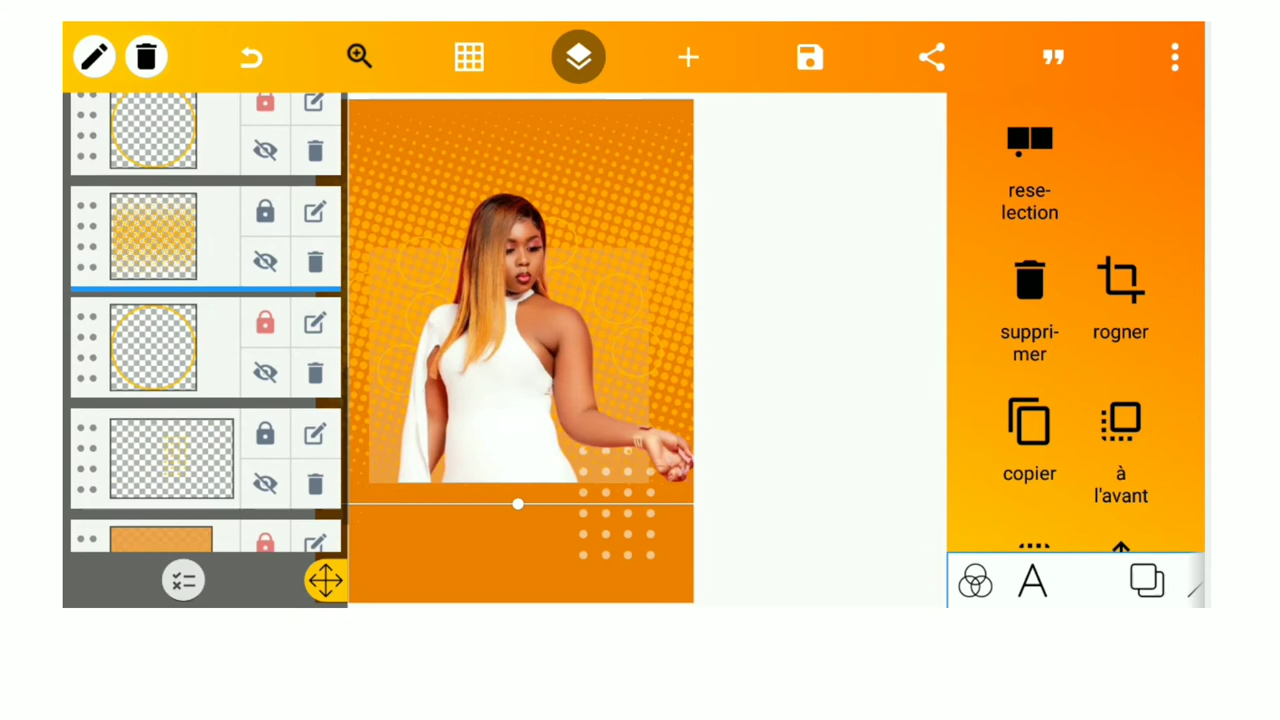 rese-
lection
suppri-
mer
rogner
copier
à
l'avant
A